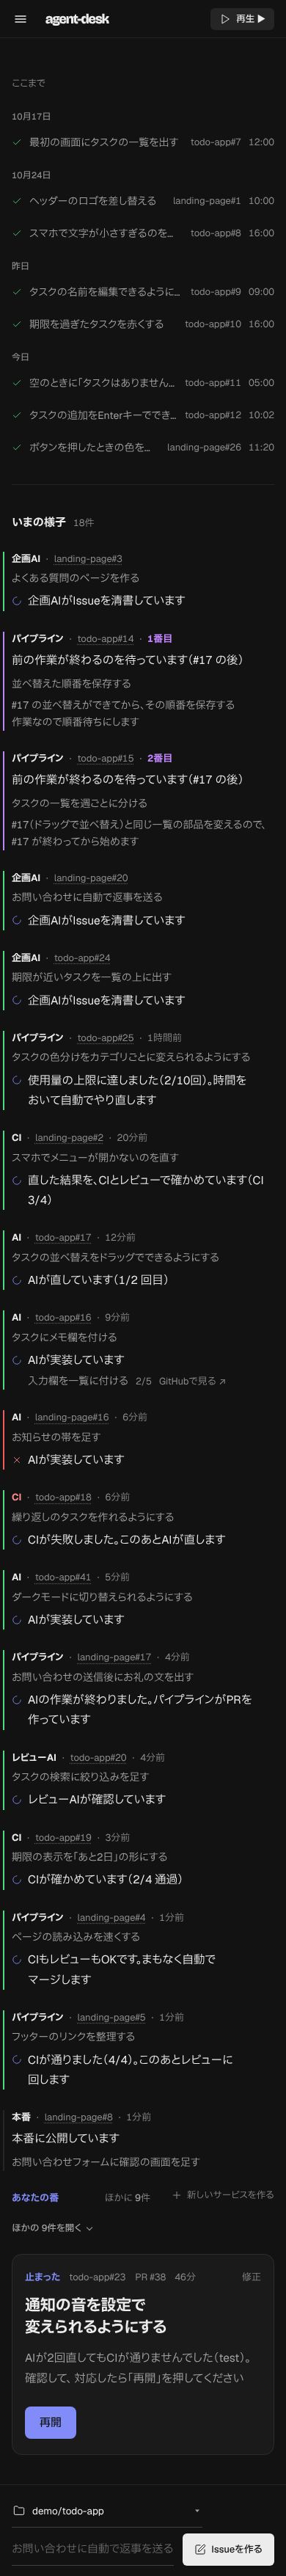 agent-desk
再生 ▶
ここまで
10月17日
最初の画面にタスクの一覧を出す todo-app#7 12:00
10月24日
ヘッダーのロゴを差し替える landing-page#1 10:00
スマホで文字が小さすぎるのを… todo-app#8 16:00
昨日
タスクの名前を編集できるように… todo-app#9 09:00
期限を過ぎたタスクを赤くする todo-app#10 16:00
今日
空のときに「タスクはありません… todo-app#11 05:00
タスクの追加をEnterキーででき… todo-app#12 10:02
ボタンを押したときの色を… landing-page#26 11:20
いまの様子 18件
企画AI · landing-page#3
よくある質問のページを作る
企画AIがIssueを清書しています
パイプライン · todo-app#14 · 1番目
前の作業が終わるのを待っています（#17 の後）
並べ替えた順番を保存する
#17 の並べ替えができてから、その順番を保存する
作業なので順番待ちにします
パイプライン · todo-app#15 · 2番目
前の作業が終わるのを待っています（#17 の後）
タスクの一覧を週ごとに分ける
#17（ドラッグで並べ替え）と同じ一覧の部品を変えるので、
#17 が終わってから始めます
企画AI · landing-page#20
お問い合わせに自動で返事を送る
企画AIがIssueを清書しています
企画AI · todo-app#24
期限が近いタスクを一覧の上に出す
企画AIがIssueを清書しています
パイプライン · todo-app#25 · 1時間前
タスクの色分けをカテゴリごとに変えられるようにする
使用量の上限に達しました（2/10回）。時間を
おいて自動でやり直します
CI · landing-page#2 · 20分前
スマホでメニューが開かないのを直す
直した結果を、CIとレビューで確かめています（CI
3/4）
AI · todo-app#17 · 12分前
タスクの並べ替えをドラッグでできるようにする
AIが直しています（1/2 回目）
AI · todo-app#16 · 9分前
タスクにメモ欄を付ける
AIが実装しています
入力欄を一覧に付ける 2/5 GitHubで見る ↗
AI · landing-page#16 · 6分前
お知らせの帯を足す
AIが実装しています
CI · todo-app#18 · 6分前
繰り返しのタスクを作れるようにする
CIが失敗しました。このあとAIが直します
AI · todo-app#41 · 5分前
ダークモードに切り替えられるようにする
AIが実装しています
パイプライン · landing-page#17 · 4分前
お問い合わせの送信後にお礼の文を出す
AIの作業が終わりました。パイプラインがPRを
作っています
レビューAI · todo-app#20 · 4分前
タスクの検索に絞り込みを足す
レビューAIが確認しています
CI · todo-app#19 · 3分前
期限の表示を「あと2日」の形にする
CIが確かめています（2/4 通過）
パイプライン · landing-page#4 · 1分前
ページの読み込みを速くする
CIもレビューもOKです。まもなく自動で
マージします
パイプライン · landing-page#5 · 1分前
フッターのリンクを整理する
CIが通りました（4/4）。このあとレビューに
回します
本番 · landing-page#8 · 1分前
本番に公開しています
お問い合わせフォームに確認の画面を足す
あなたの番 ほかに 9件 ＋ 新しいサービスを作る
ほかの 9件を開く
止まった todo-app#23 PR #38 46分 修正
通知の音を設定で
変えられるようにする
AIが2回直してもCIが通りませんでした（test）。
確認して、対応したら「再開」を押してください
再開
demo/todo-app
お問い合わせに自動で返事を送る
Issueを作る